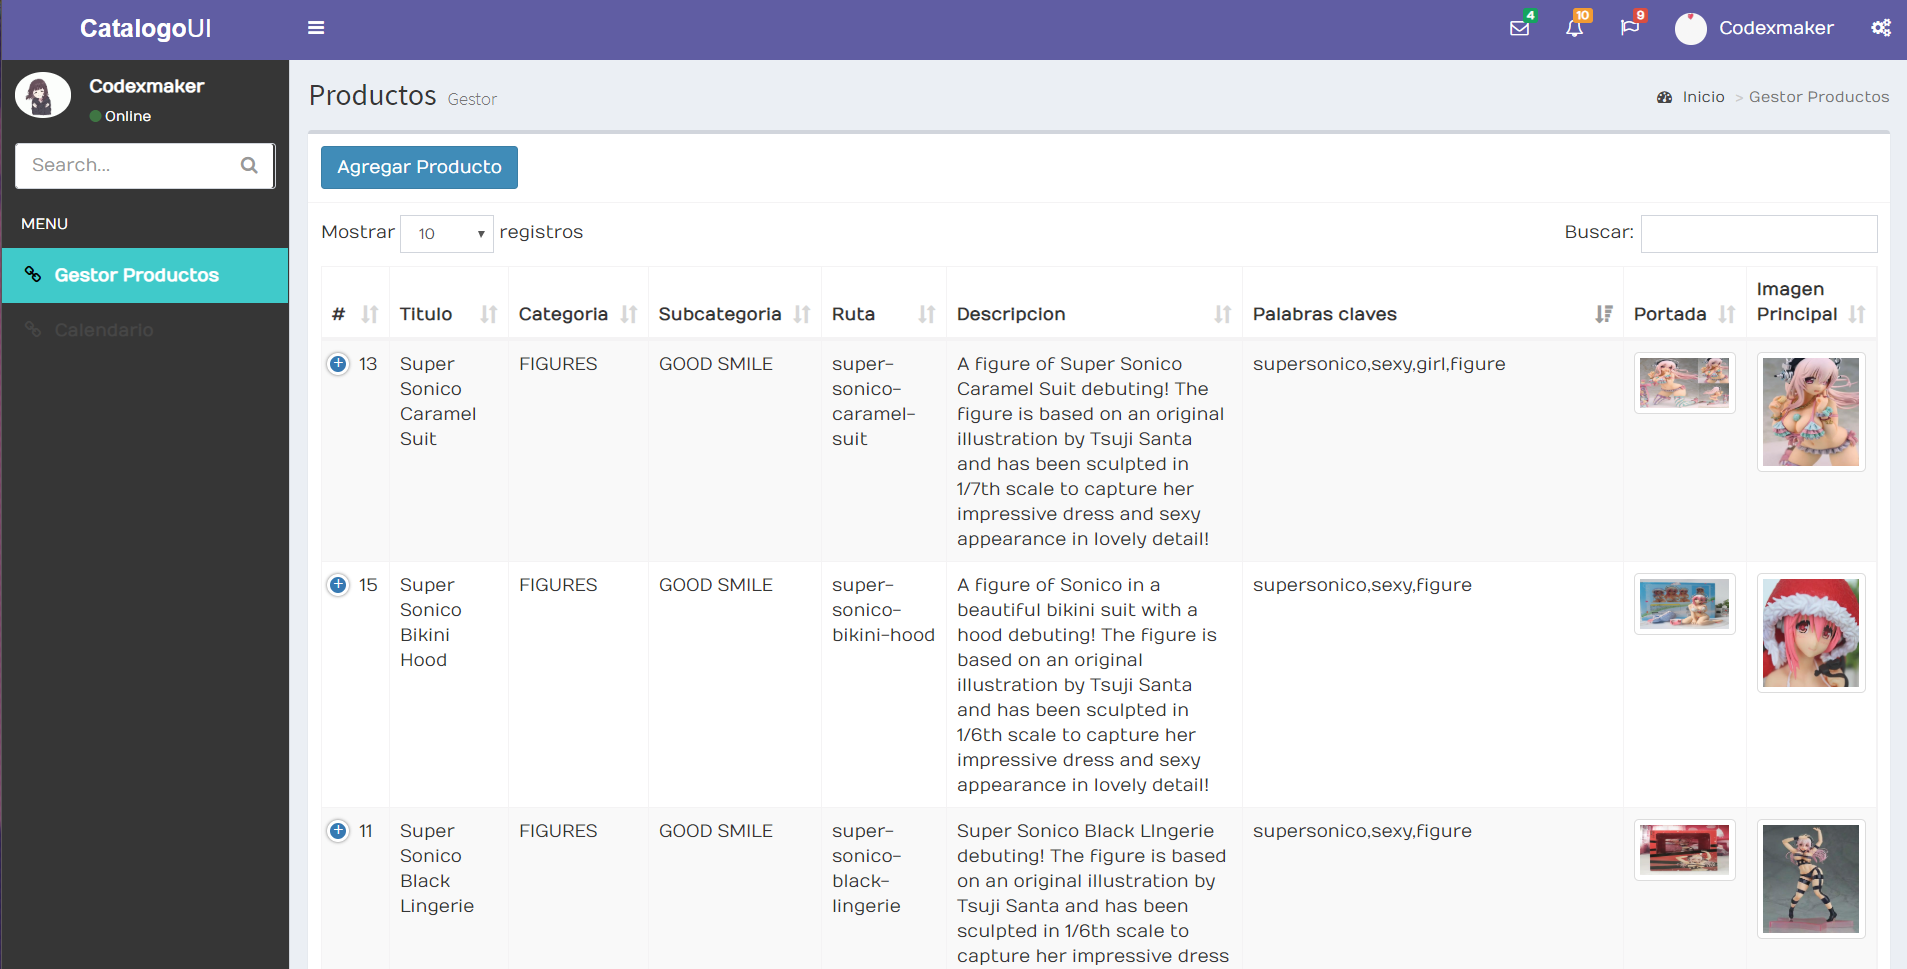 CatalogoUI
4
10
9
Codexmaker
Codexmaker
Online
Search...
MENU
Gestor Productos
Calendario
Productos Gestor
Inicio > Gestor Productos
Agregar Producto
Mostrar 10 registros
Buscar:
# Titulo Categoria Subcategoria Ruta Descripcion Palabras claves Portada Imagen
Principal
13
Super
Sonico
Caramel
Suit
FIGURES
GOOD SMILE
super-
sonico-
caramel-
suit
A figure of Super Sonico
Caramel Suit debuting! The
figure is based on an original
illustration by Tsuji Santa
and has been sculpted in
1/7th scale to capture her
impressive dress and sexy
appearance in lovely detail!
supersonico,sexy,girl,figure
15
Super
Sonico
Bikini
Hood
FIGURES
GOOD SMILE
super-
sonico-
bikini-hood
A figure of Sonico in a
beautiful bikini suit with a
hood debuting! The figure is
based on an original
illustration by Tsuji Santa
and has been sculpted in
1/6th scale to capture her
impressive dress and sexy
appearance in lovely detail!
supersonico,sexy,figure
11
Super
Sonico
Black
Lingerie
FIGURES
GOOD SMILE
super-
sonico-
black-
lingerie
Super Sonico Black LIngerie
debuting! The figure is based
on an original illustration by
Tsuji Santa and has been
sculpted in 1/6th scale to
capture her impressive dress
supersonico,sexy,figure